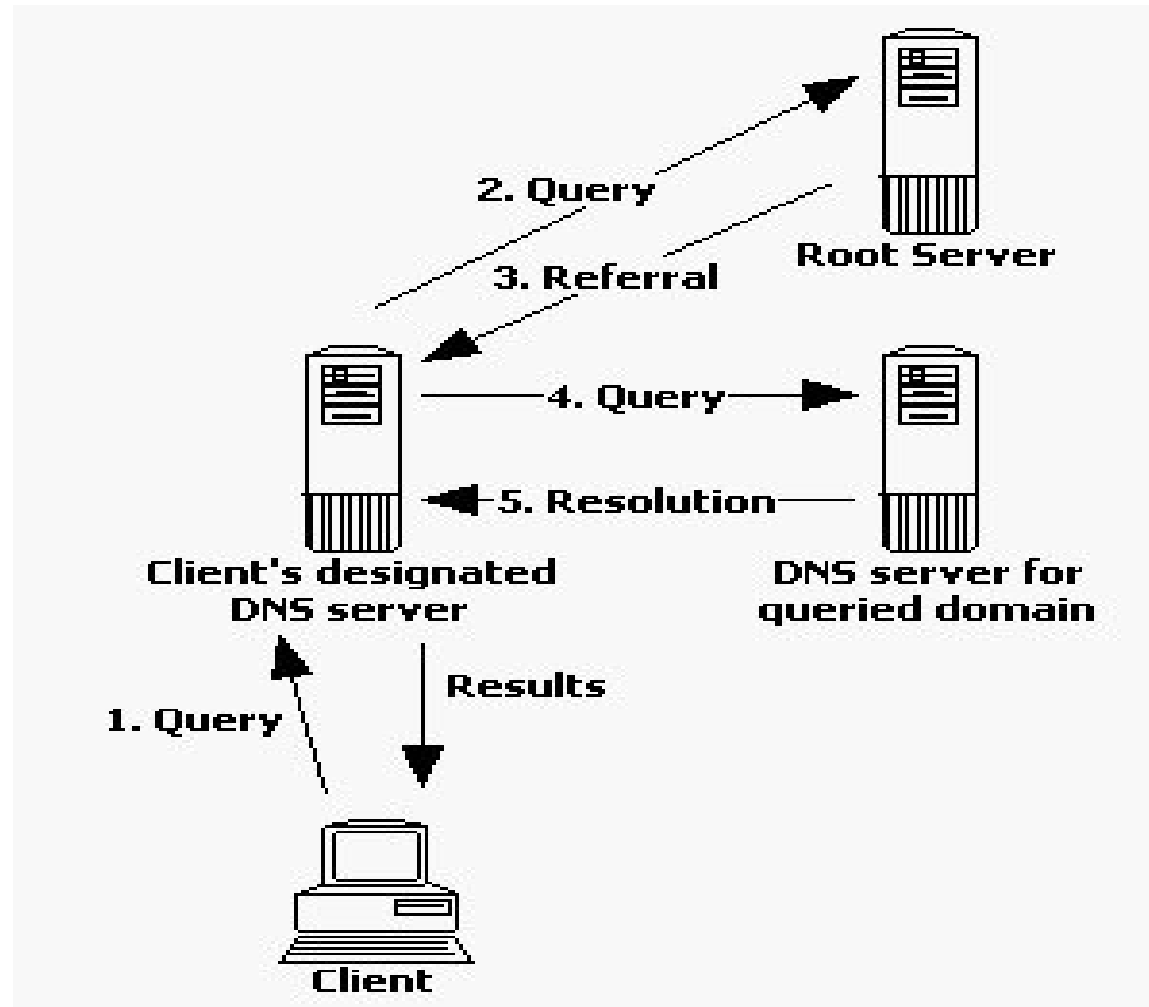 2. Query
Root Server
3. Referral
4. Query
5. Resolution
Client's designated
DNS server
DNS server for
queried domain
Results
1. Query
Client